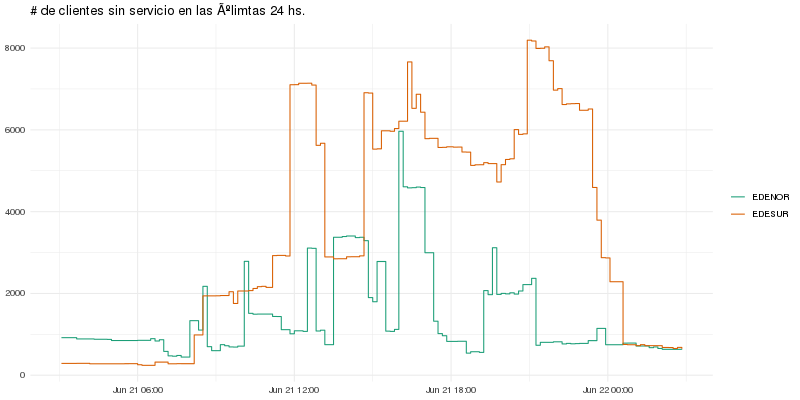 # de clientes sin servicio en las Ãºlimtas 24 hs.
8000
6000
4000
2000
0
Jun 21 06:00
Jun 21 12:00
Jun 21 18:00
Jun 22 00:00
EDENOR
EDESUR